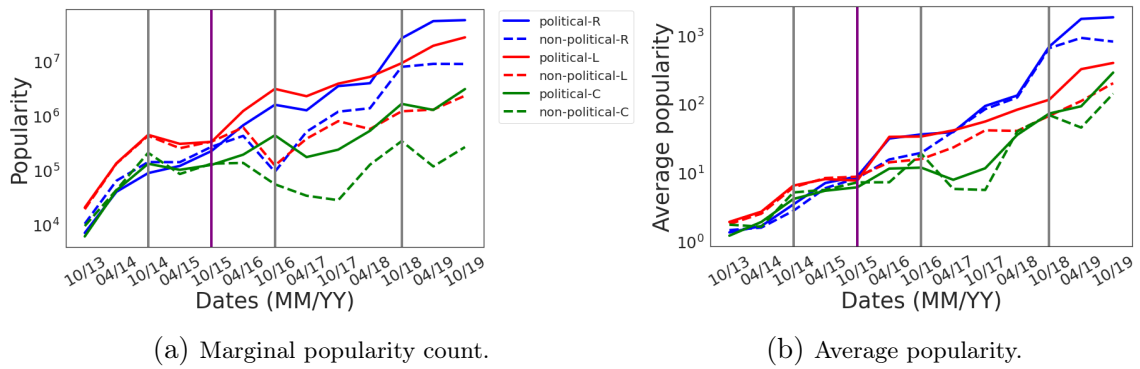 Popularity
10^7
10^6
10^5
10^4
10/13
04/14
10/14
04/15
10/15
04/16
10/16
04/17
10/17
04/18
10/18
04/19
10/19
Dates (MM/YY)
political-R
non-political-R
political-L
non-political-L
political-C
non-political-C
(a) Marginal popularity count.
Average popularity
10^3
10^2
10^1
10^0
10/13
04/14
10/14
04/15
10/15
04/16
10/16
04/17
10/17
04/18
10/18
04/19
10/19
Dates (MM/YY)
(b) Average popularity.